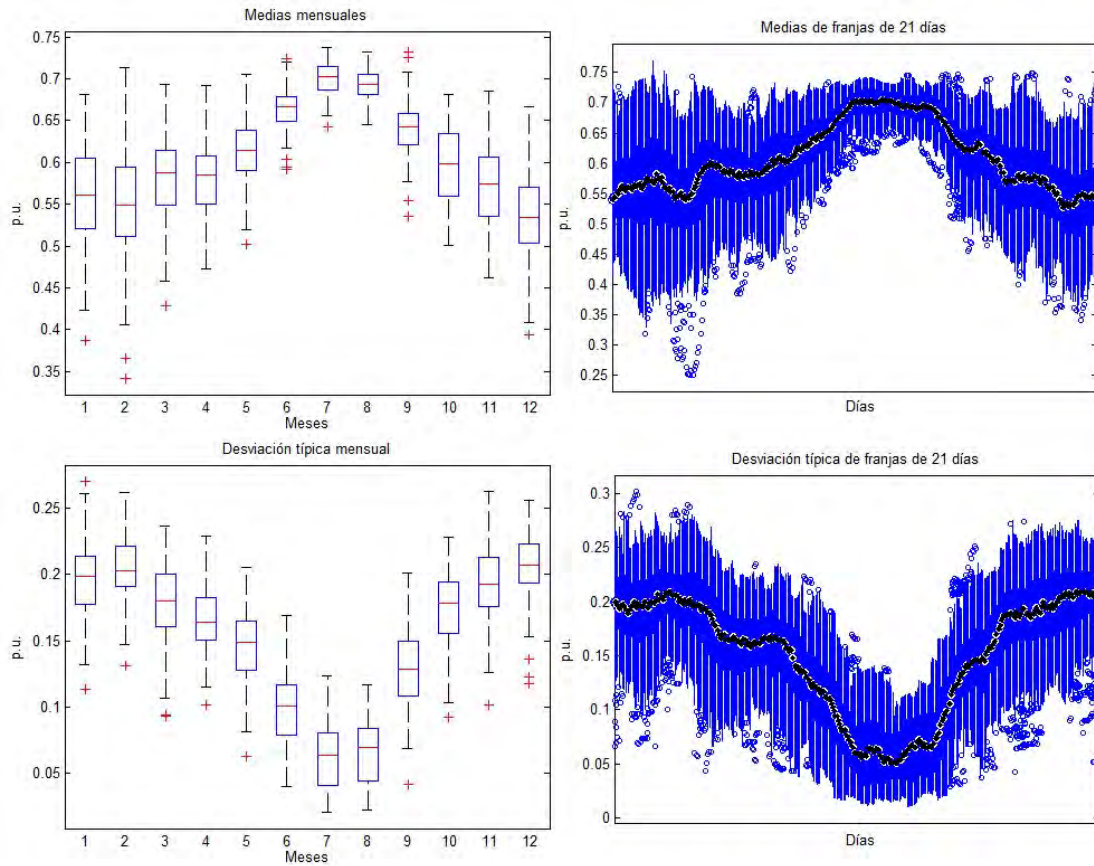 Medias mensuales
0.75
0.7
0.65
0.6
0.55
0.5
0.45
0.4
0.35
p.u.
1 2 3 4 5 6 7 8 9 10 11 12
Meses
Medias de franjas de 21 días
0.75
0.7
0.65
0.6
0.55
0.5
0.45
0.4
0.35
0.3
0.25
p.u.
Días
Desviación típica mensual
0.25
0.2
0.15
0.1
0.05
p.u.
1 2 3 4 5 6 7 8 9 10 11 12
Meses
Desviación típica de franjas de 21 días
0.3
0.25
0.2
0.15
0.1
0.05
0
p.u.
Días